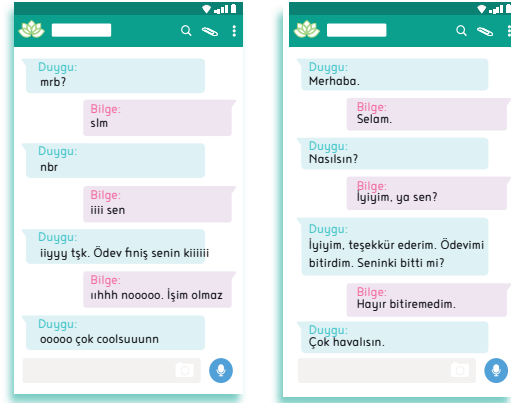 Duygu:
mrb?
Bilge:
slm
Duygu:
nbr
Bilge:
iiii sen
Duygu:
iiyyy tşk. Ödev finiş senin kiiiiii
Bilge:
ııhhh nooooo. İşim olmaz
Duygu:
ooooo çok coolsuuunn
Duygu:
Merhaba.
Bilge:
Selam.
Duygu:
Nasılsın?
Bilge:
İyiyim, ya sen?
Duygu:
İyiyim, teşekkür ederim. Ödevimi
bitirdim. Seninki bitti mi?
Bilge:
Hayır bitiremedim.
Duygu:
Çok havalısın.